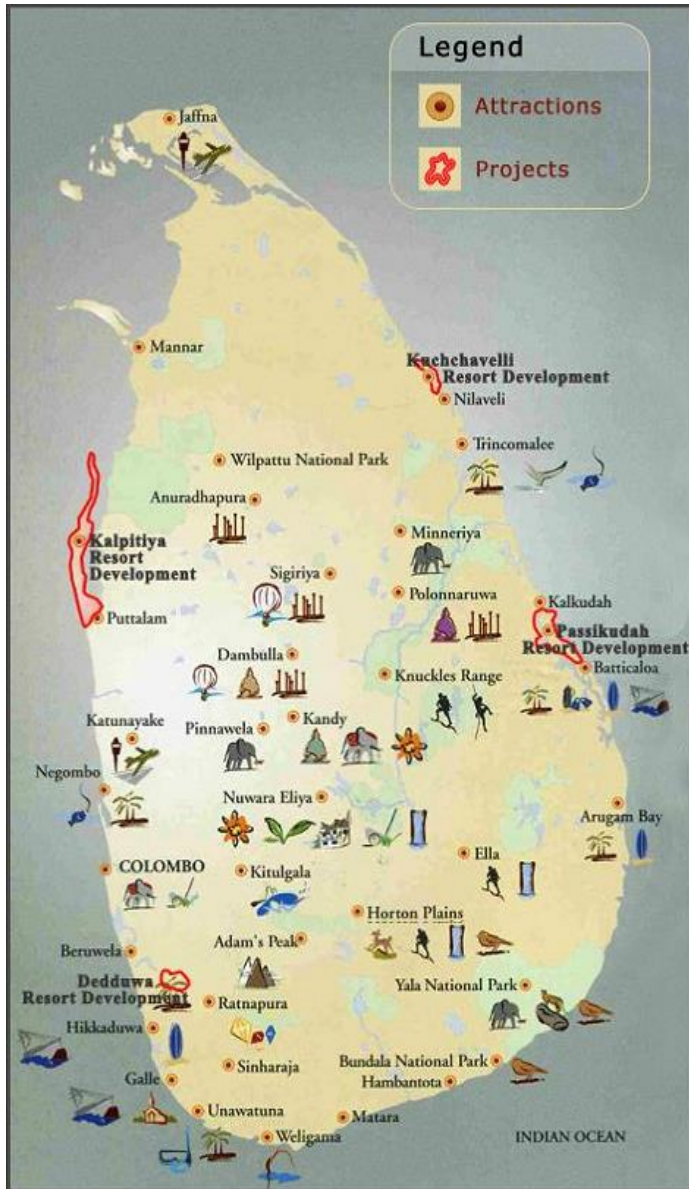 Legend
Attractions
Projects
Jaffna
Mannar
Kuchchavelli
Resort Development
Nilaveli
Trincomalee
Wilpattu National Park
Anuradhapura
Minneriya
Kalpitiya
Resort
Development
Sigiriya
Polonnaruwa
Kalkudah
Puttalam
Passikudah
Resort Development
Dambulla
Batticaloa
Knuckles Range
Katunayake
Pinnawela
Kandy
Negombo
Nuwara Eliya
Arugam Bay
COLOMBO
Kitulgala
Ella
Horton Plains
Adam's Peak
Beruwela
Dedduwa
Resort Development
Yala National Park
Ratnapura
Hikkaduwa
Sinharaja
Bundala National Park
Galle
Hambantota
Unawatuna
Matara
Weligama
INDIAN OCEAN